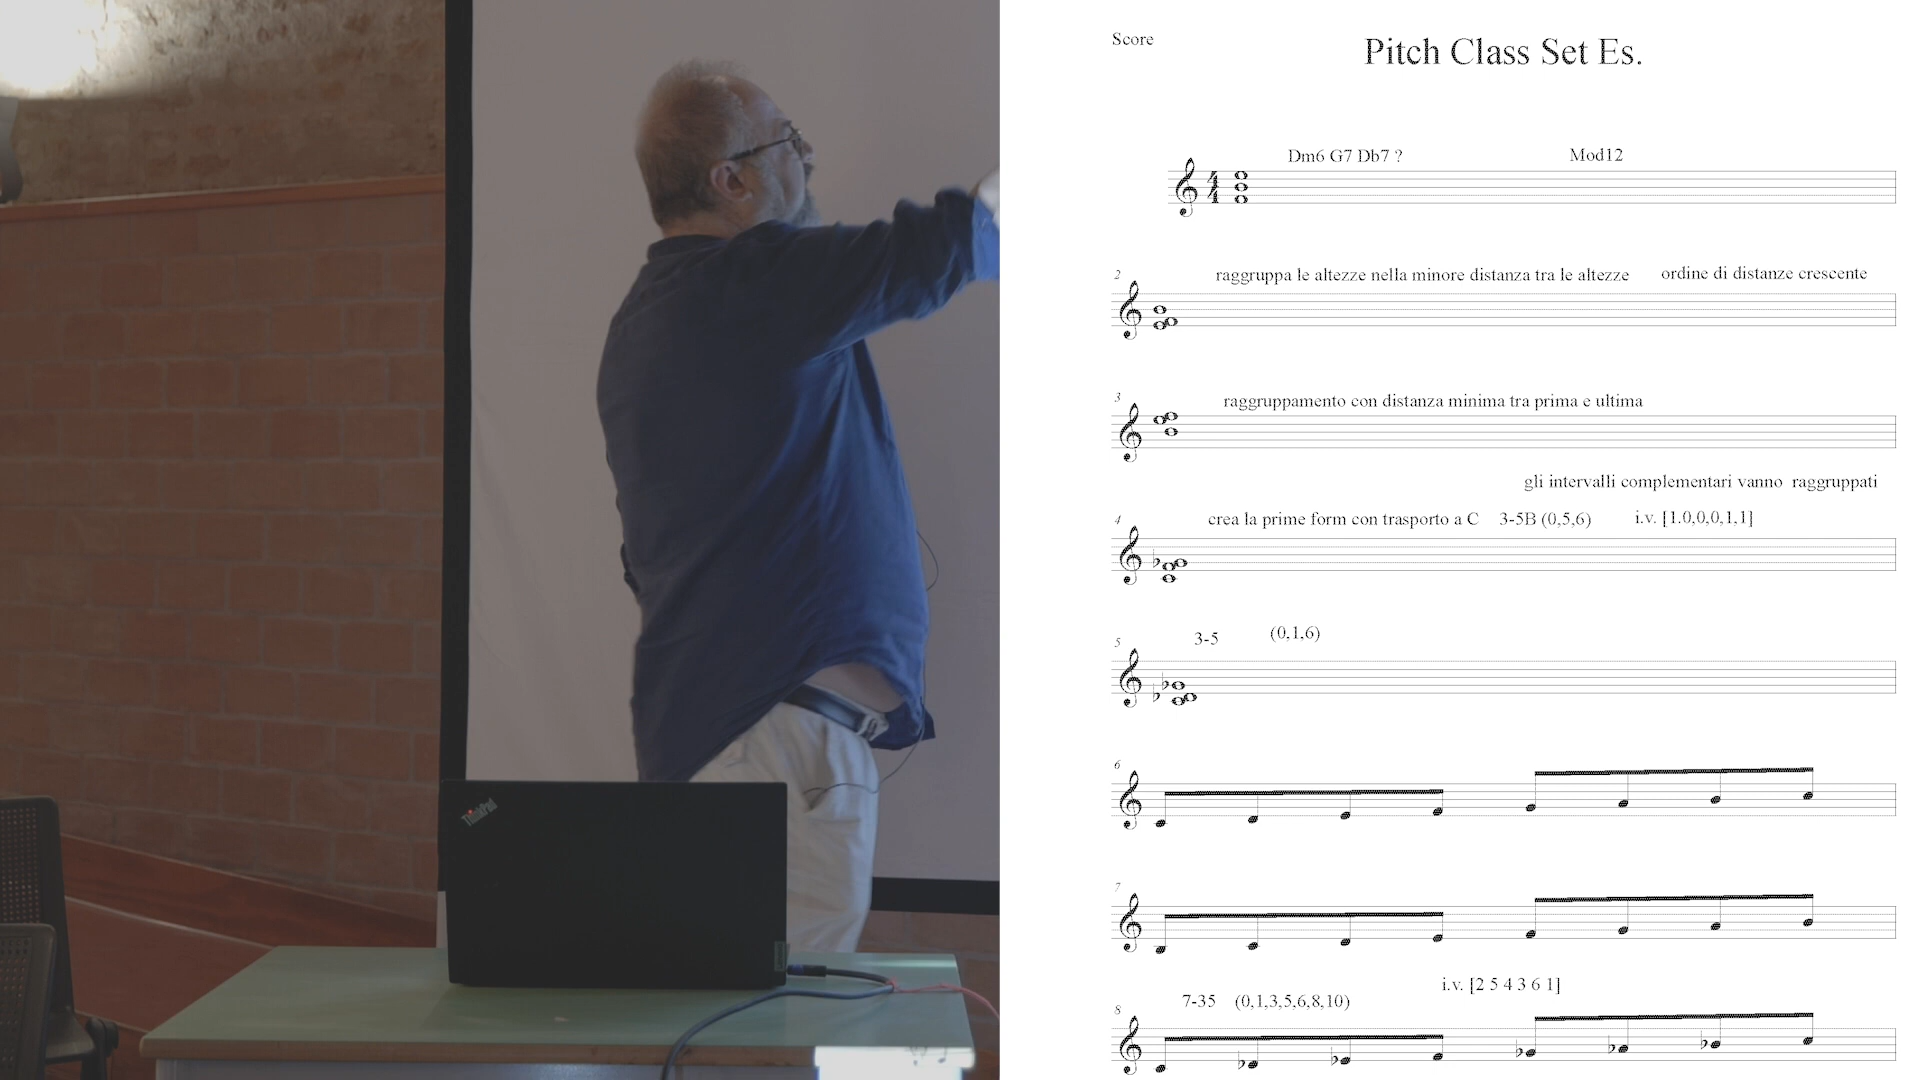 Score
Pitch Class Set Es.
Dm6 G7 Db7 ?
Mod12
2
raggruppa le altezze nella minore distanza tra le altezze
ordine di distanze crescente
3
raggruppamento con distanza minima tra prima e ultima
gli intervalli complementari vanno raggruppati
4
crea la prime form con trasporto a C
3-5B (0,5,6)
i.v. [1.0,0,0,1,1]
5
3-5
(0,1,6)
6
7
8
7-35
(0,1,3,5,6,8,10)
i.v. [2 5 4 3 6 1]
ThinkPad